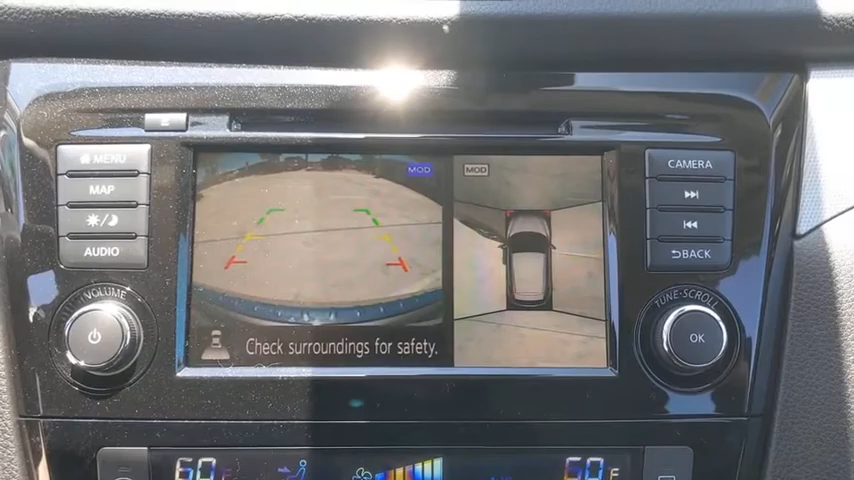 MENU
MAP
AUDIO
VOLUME
MOD
MOD
Check surroundings for safety.
CAMERA
BACK
TUNE·SCROLL
OK
60 F
60 F